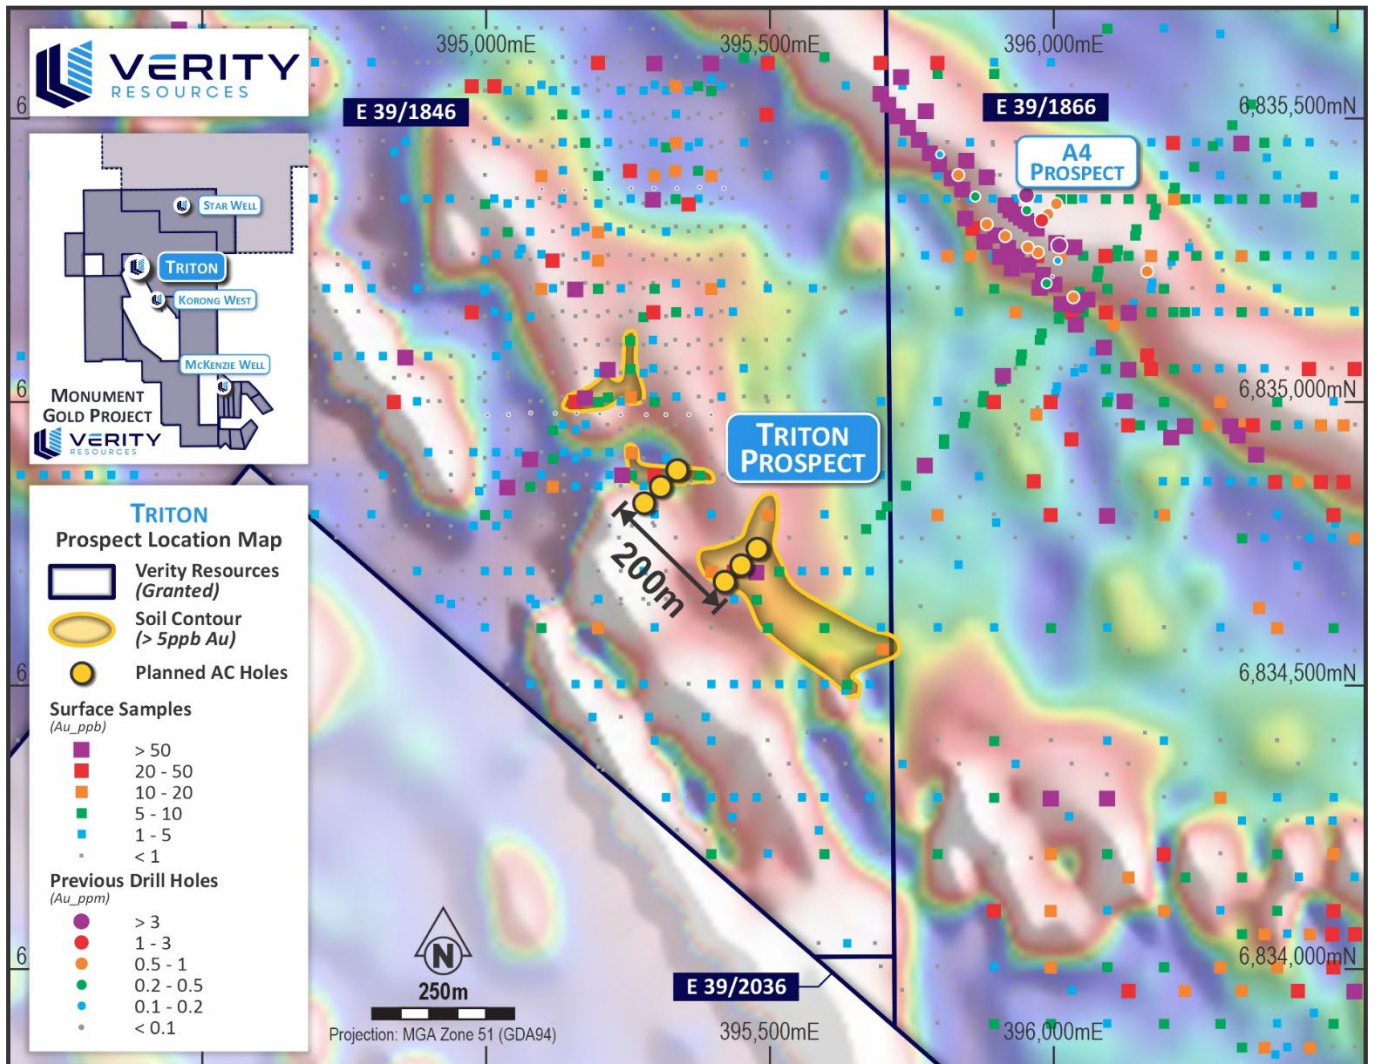 VERITY
RESOURCES
395,000mE
395,500mE
396,000mE
E 39/1846
E 39/1866
6,835,500mN
A4
PROSPECT
STAR WELL
TRITON
KORONG WEST
MCKENZIE WELL
MONUMENT
GOLD PROJECT
VERITY
RESOURCES
6
6
6,835,000mN
TRITON
PROSPECT
200m
TRITON
Prospect Location Map
Verity Resources
(Granted)
Soil Contour
(> 5ppb Au)
Planned AC Holes
Surface Samples
(Au_ppb)
> 50
20 - 50
10 - 20
5 - 10
1 - 5
< 1
Previous Drill Holes
(Au_ppm)
> 3
1 - 3
0.5 - 1
0.2 - 0.5
0.1 - 0.2
< 0.1
6
6
6,834,500mN
6,834,000mN
N
250m
Projection: MGA Zone 51 (GDA94)
E 39/2036
395,500mE
396,000mE